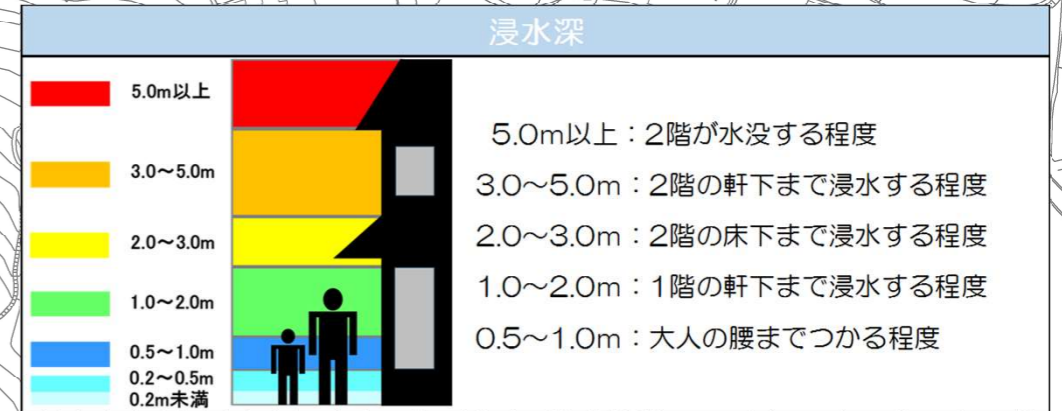 浸水深
5.0m以上
3.0～5.0m
2.0～3.0m
1.0～2.0m
0.5～1.0m
0.2～0.5m
0.2m未満
5.0m以上：2階が水没する程度
3.0～5.0m：2階の軒下まで浸水する程度
2.0～3.0m：2階の床下まで浸水する程度
1.0～2.0m：1階の軒下まで浸水する程度
0.5～1.0m：大人の腰までつかる程度